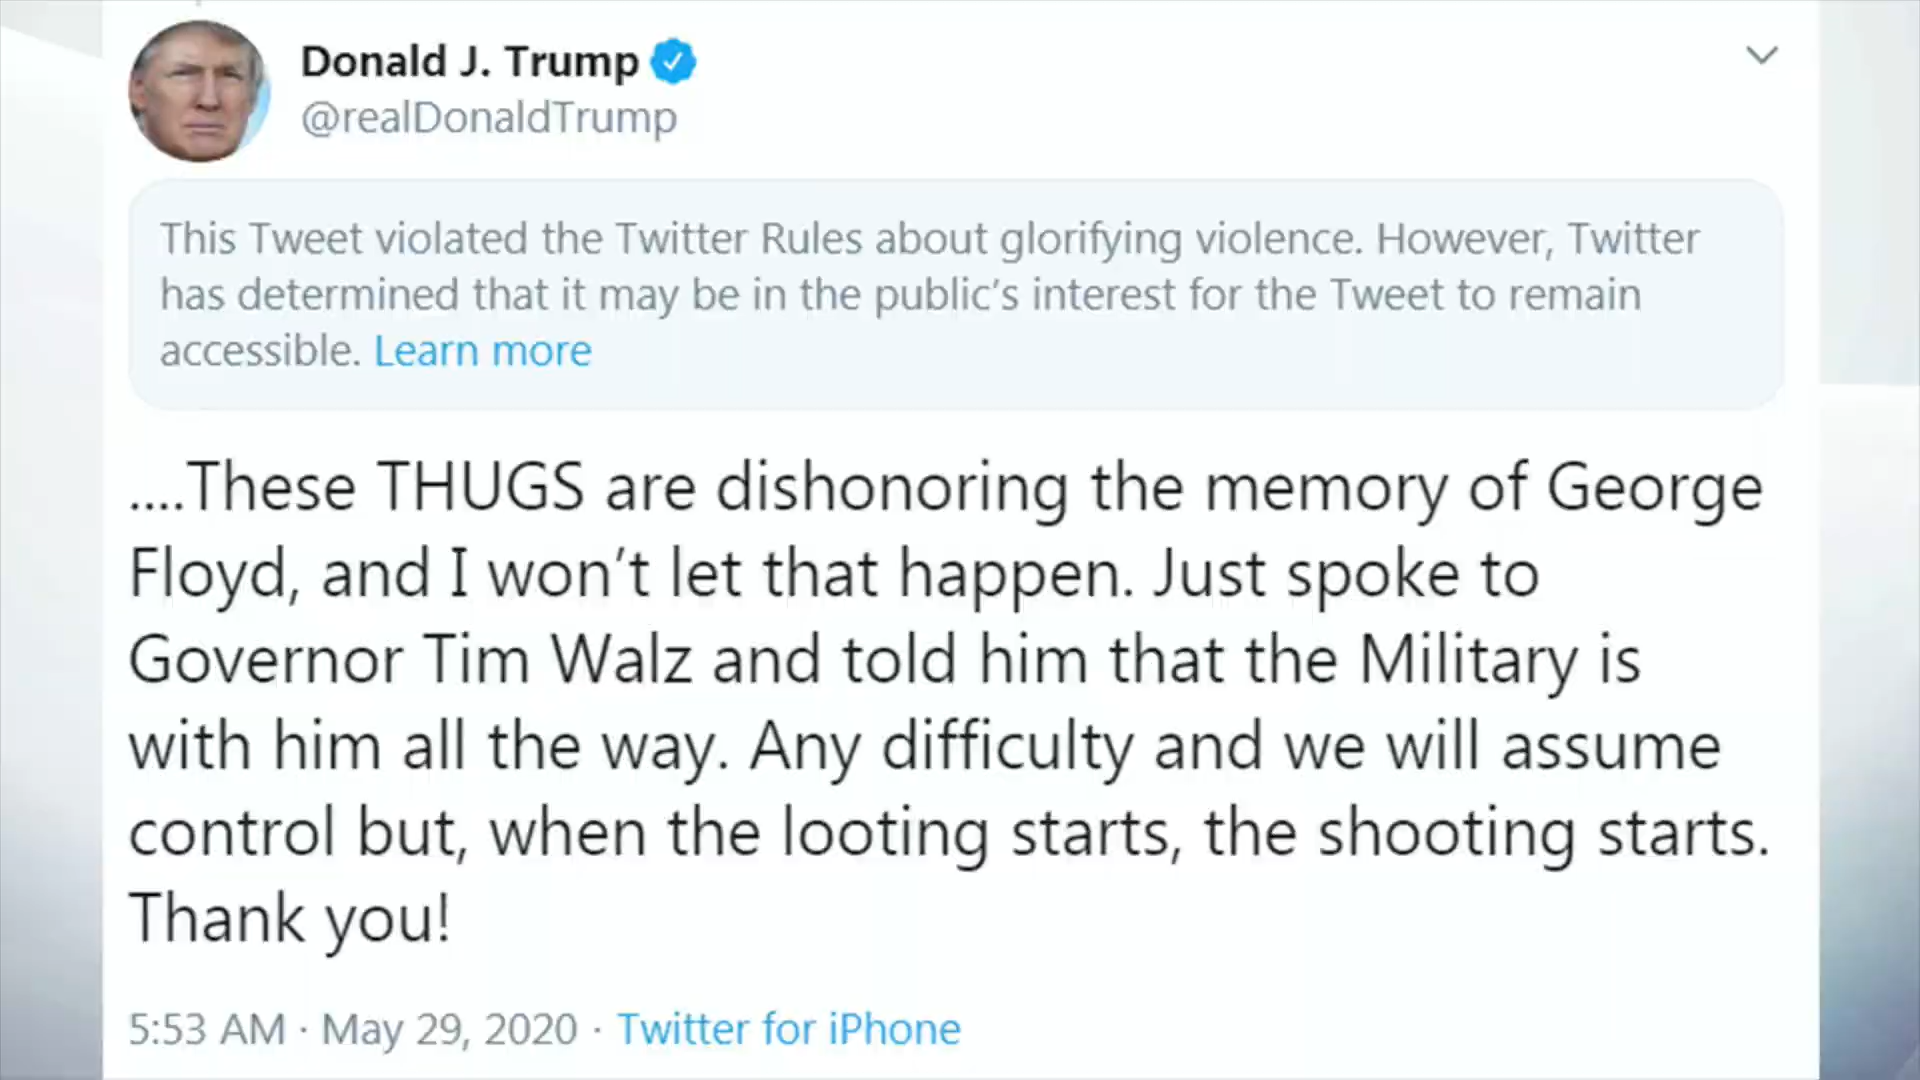 Donald J. Trump
@realDonaldTrump
This Tweet violated the Twitter Rules about glorifying violence. However, Twitter
has determined that it may be in the public's interest for the Tweet to remain
accessible. Learn more
....These THUGS are dishonoring the memory of George
Floyd, and I won't let that happen. Just spoke to
Governor Tim Walz and told him that the Military is
with him all the way. Any difficulty and we will assume
control but, when the looting starts, the shooting starts.
Thank you!
5:53 AM · May 29, 2020 · Twitter for iPhone